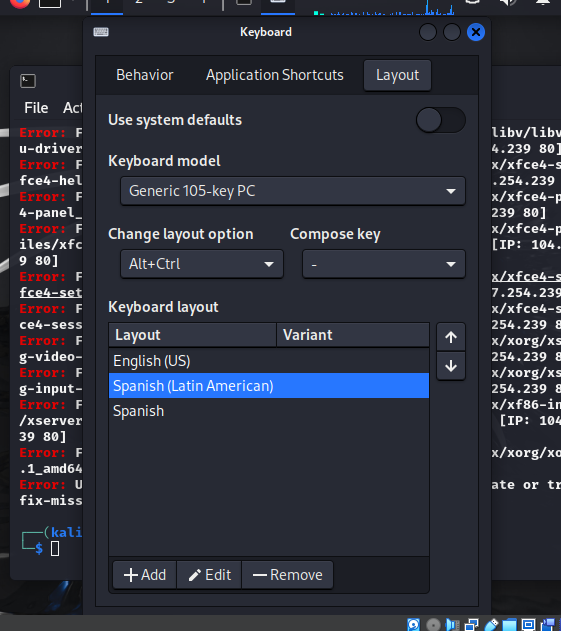 Keyboard
Behavior
Application Shortcuts
Layout
Use system defaults
Keyboard model
Generic 105-key PC
Change layout option
Compose key
Alt+Ctrl
-
Keyboard layout
Layout
Variant
English (US)
Spanish (Latin American)
Spanish
Add
Edit
Remove
File Act
Error: F
u-driver
Error: F
fce4-hel
Error: F
4-panel_
Error: F
iles/xfc
9 80]
Error: F
fce4-set
Error: F
ce4-sess
Error: F
g-video-
Error: F
g-input-
Error: F
/xserver
39 80]
Error: F
.1_amd64
Error: U
fix-miss
(kali
$
libv/libv
4.239 80]
x/xfce4-s
.254.239
x/xfce4-p
239 80]
x/xfce4-p
[IP: 104.
x/xfce4-s
7.254.239
x/xfce4-s
254.239 8
x/xorg/xs
254.239 8
x/xorg/xs
254.239 8
x/xf86-in
[IP: 104
x/xorg/xo
ate or tr